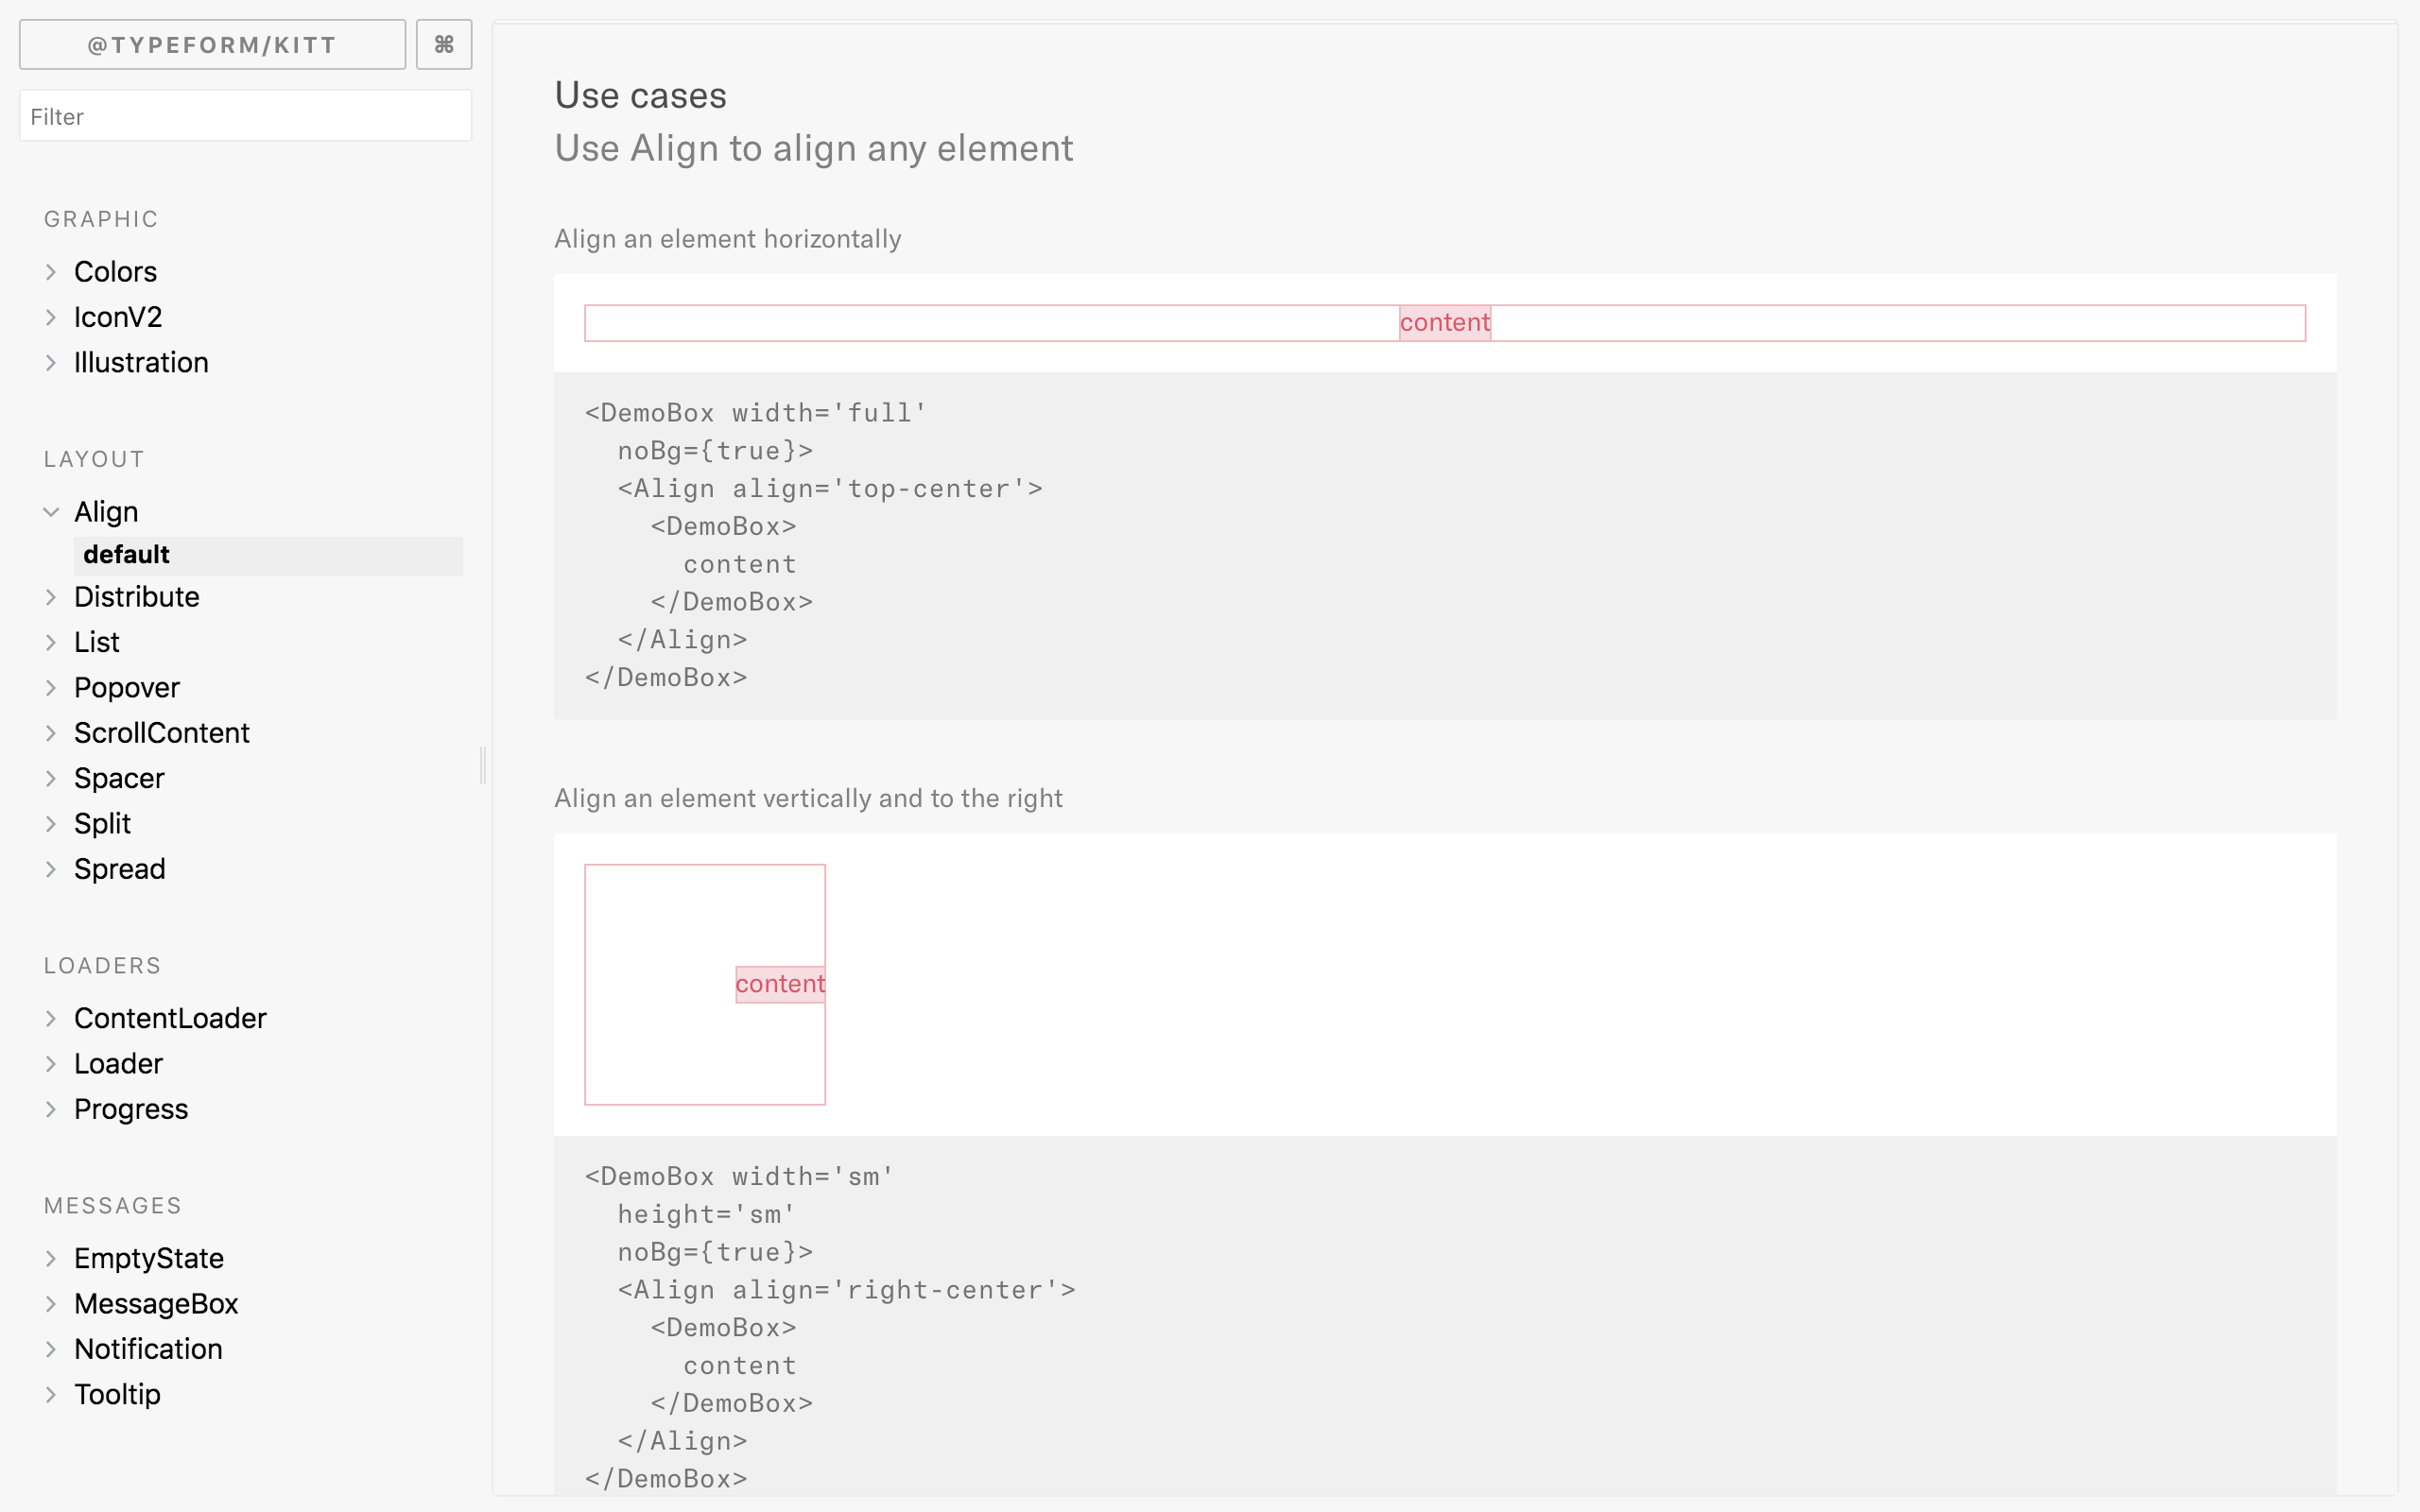 @TYPEFORM/KITT ⌘
Filter
GRAPHIC
Colors
IconV2
Illustration
LAYOUT
Align
default
Distribute
List
Popover
ScrollContent
Spacer
Split
Spread
LOADERS
ContentLoader
Loader
Progress
MESSAGES
EmptyState
MessageBox
Notification
Tooltip
Use cases
Use Align to align any element
Align an element horizontally
content
<DemoBox width='full'
  noBg={true}>
  <Align align='top-center'>
    <DemoBox>
      content
    </DemoBox>
  </Align>
</DemoBox>
Align an element vertically and to the right
content
<DemoBox width='sm'
  height='sm'
  noBg={true}>
  <Align align='right-center'>
    <DemoBox>
      content
    </DemoBox>
  </Align>
</DemoBox>